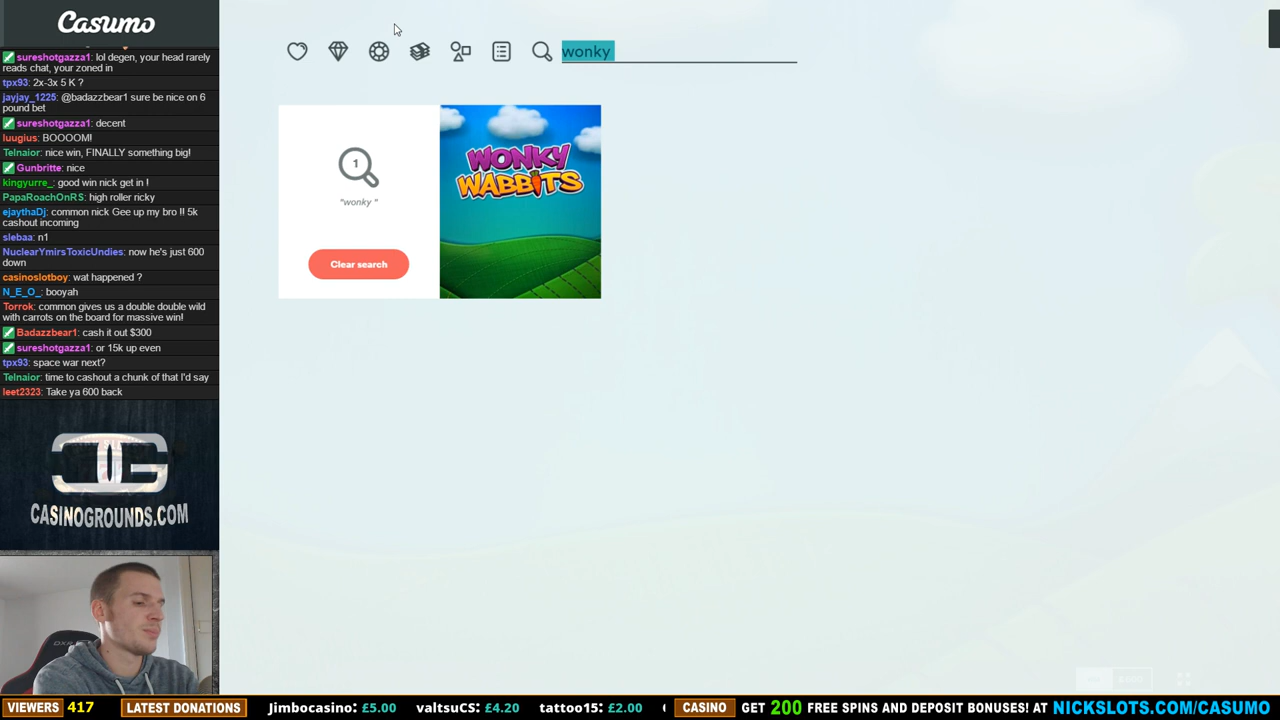 Casumo
sureshotgazza1: lol degen, your head rarely
reads chat, your zoned in
tpx93: 2x-3x 5 K ?
jayjay_1225: @badazzbear1 sure be nice on 6
pound bet
sureshotgazza1: decent
luugius: BOOOOM!
Telnaior: nice win, FINALLY something big!
Gunbritte: nice
kingyurre_: good win nick get in !
PapaRoachOnRS: high roller ricky
ejaythaDj: common nick Gee up my bro !! 5k
cashout incoming
slebaa: n1
NuclearYmirsToxicUndies: now he's just 600
down
casinoslotboy: wat happened ?
N_E_O_: booyah
Torrok: common gives us a double double wild
with carrots on the board for massive win!
Badazzbear1: cash it out $300
sureshotgazza1: or 15k up even
tpx93: space war next?
Telnaior: time to cashout a chunk of that I'd say
leet2323: Take ya 600 back
wonky
1
"wonky "
Clear search
WONKY
WABBITS
CG
CASINOGROUNDS.COM
DXR
VIEWERS 417 LATEST DONATIONS Jimbocasino: £5.00 valtsuCS: £4.20 tattoo15: £2.00 CASINO GET 200 FREE SPINS AND DEPOSIT BONUSES! AT NICKSLOTS.COM/CASUMO